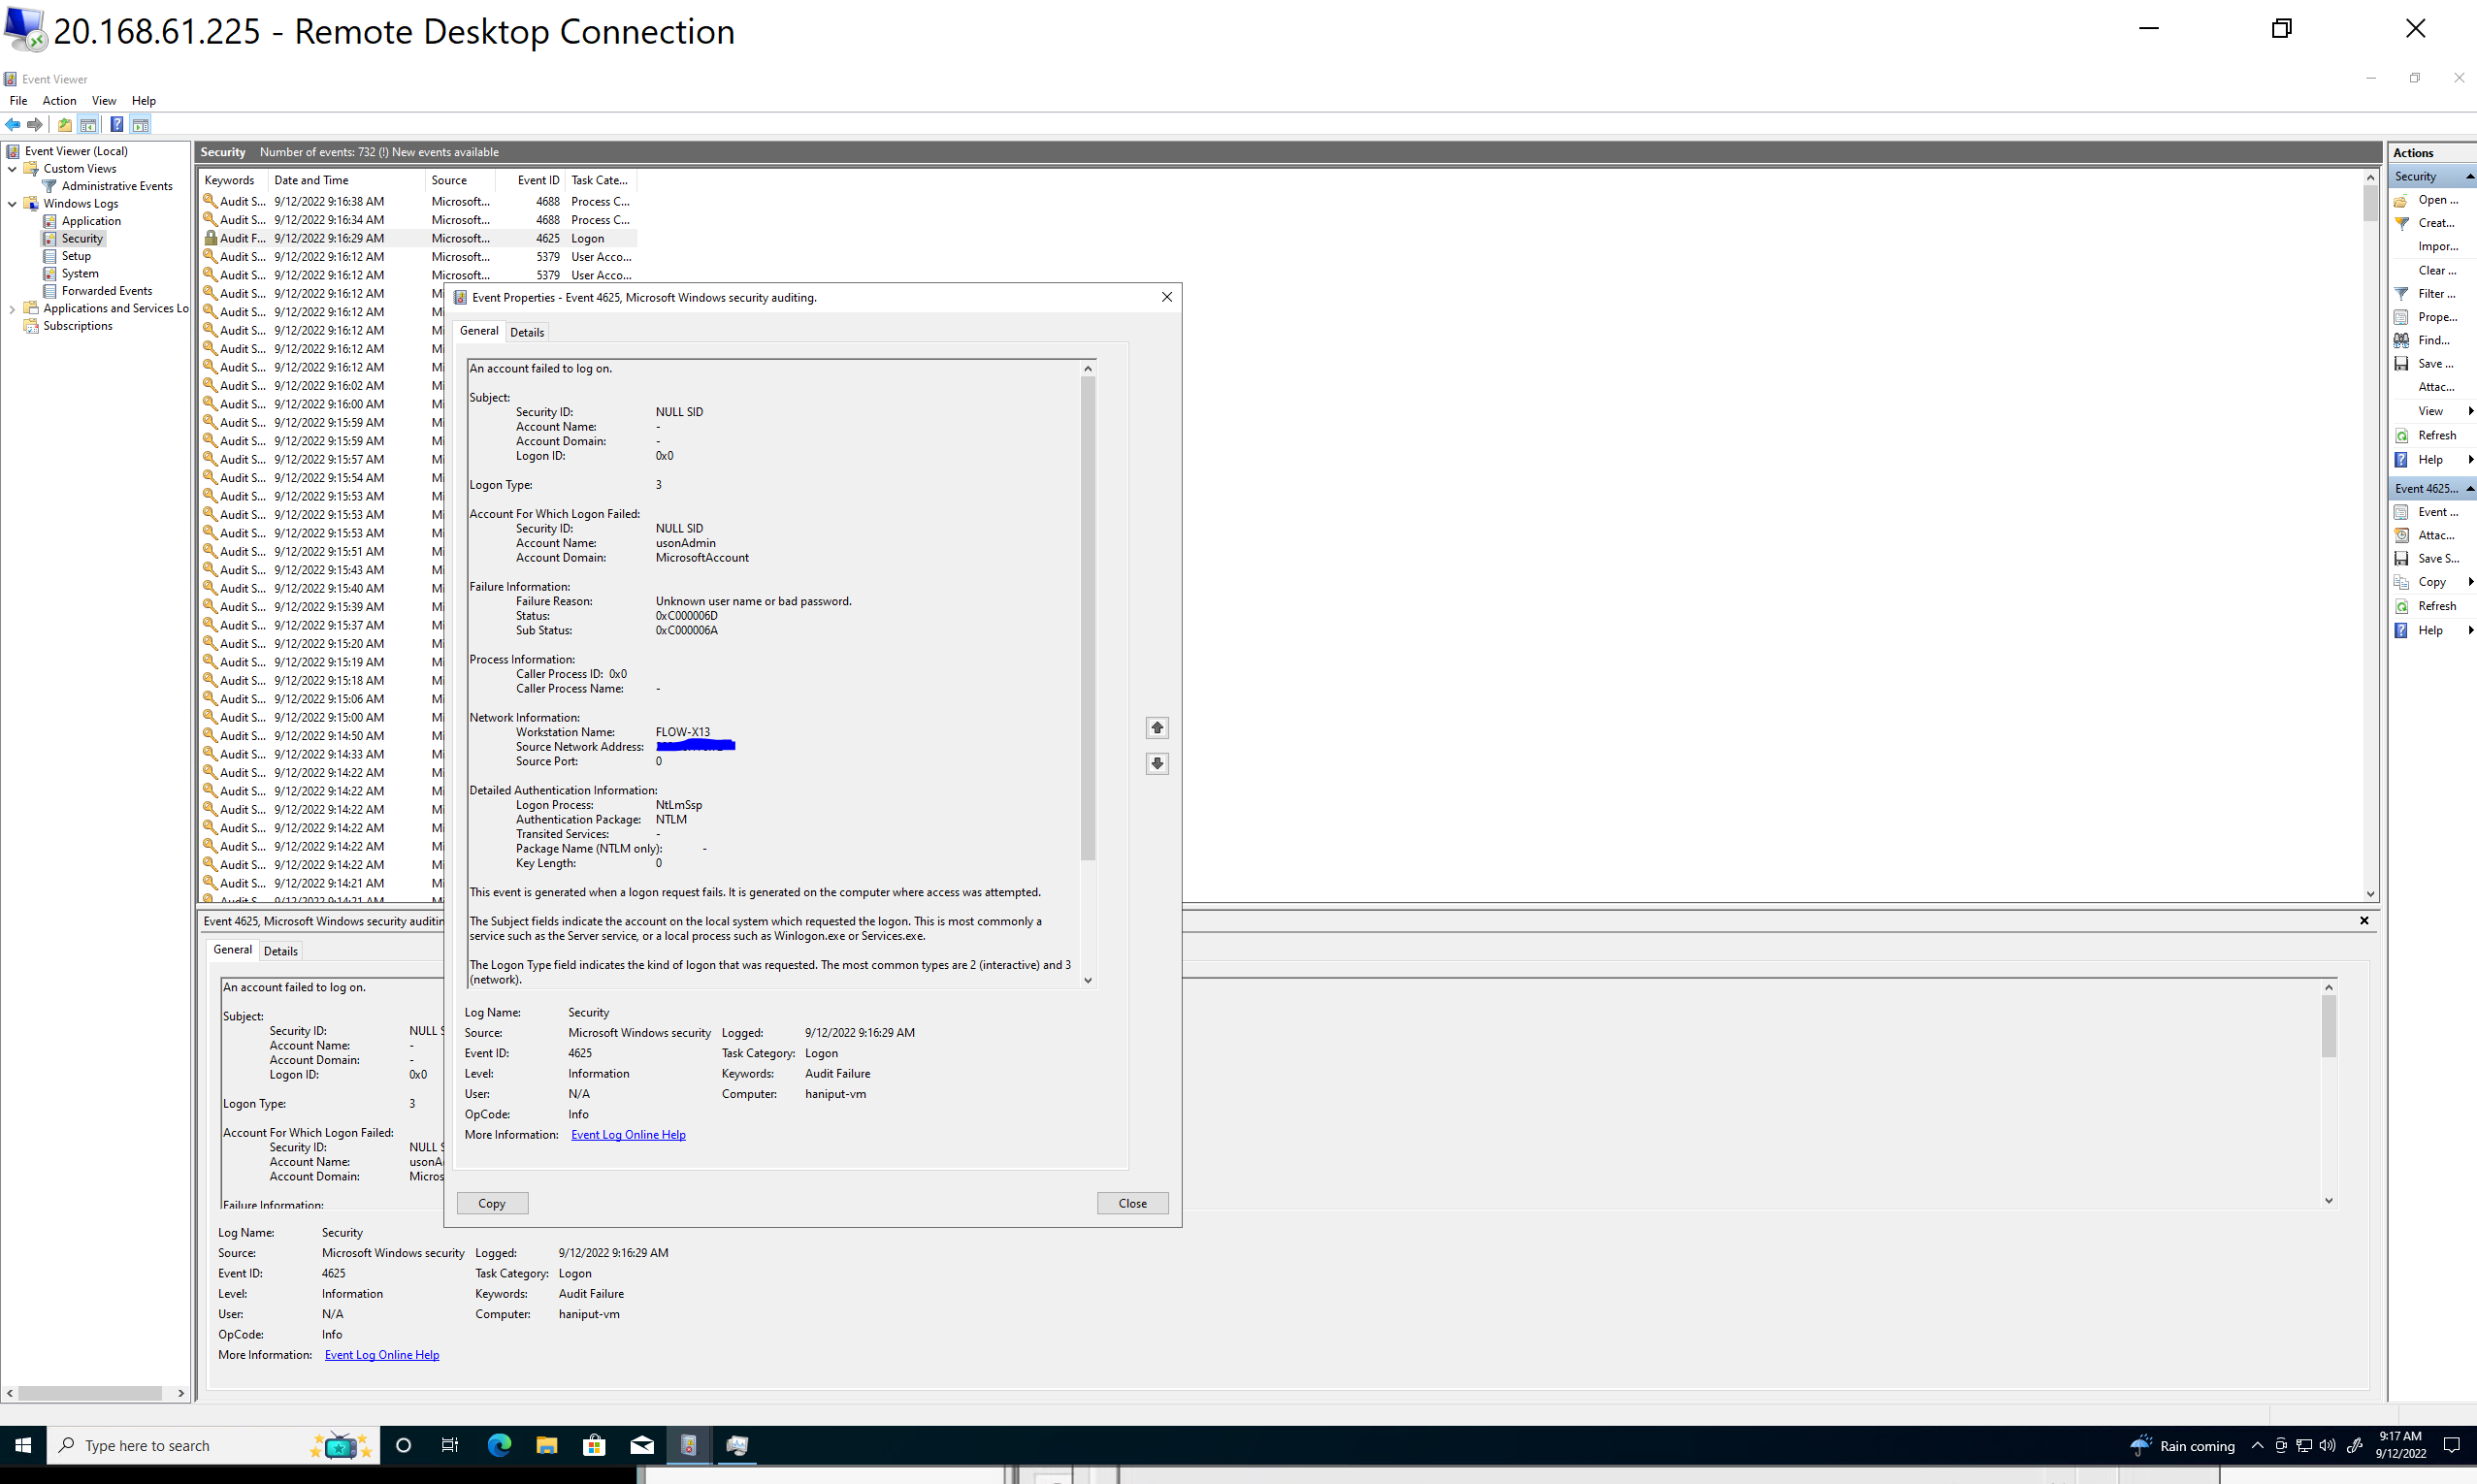 20.168.61.225 - Remote Desktop Connection
Event Viewer
File Action View Help
Event Viewer (Local)
Custom Views
Administrative Events
Windows Logs
Application
Security
Setup
System
Forwarded Events
Applications and Services Lo
Subscriptions
Security Number of events: 732 (!) New events available
Keywords Date and Time Source Event ID Task Cate...
Audit S... 9/12/2022 9:16:38 AM Microsoft... 4688 Process C...
Audit S... 9/12/2022 9:16:34 AM Microsoft... 4688 Process C...
Audit F... 9/12/2022 9:16:29 AM Microsoft... 4625 Logon
Audit S... 9/12/2022 9:16:12 AM Microsoft... 5379 User Acco...
Audit S... 9/12/2022 9:16:12 AM Microsoft... 5379 User Acco...
Audit S... 9/12/2022 9:16:12 AM Mi
Audit S... 9/12/2022 9:16:12 AM Mi
Audit S... 9/12/2022 9:16:12 AM Mi
Audit S... 9/12/2022 9:16:12 AM Mi
Audit S... 9/12/2022 9:16:12 AM Mi
Audit S... 9/12/2022 9:16:02 AM Mi
Audit S... 9/12/2022 9:16:00 AM Mi
Audit S... 9/12/2022 9:15:59 AM Mi
Audit S... 9/12/2022 9:15:59 AM Mi
Audit S... 9/12/2022 9:15:57 AM Mi
Audit S... 9/12/2022 9:15:54 AM Mi
Audit S... 9/12/2022 9:15:53 AM Mi
Audit S... 9/12/2022 9:15:53 AM Mi
Audit S... 9/12/2022 9:15:53 AM Mi
Audit S... 9/12/2022 9:15:51 AM Mi
Audit S... 9/12/2022 9:15:43 AM Mi
Audit S... 9/12/2022 9:15:40 AM Mi
Audit S... 9/12/2022 9:15:39 AM Mi
Audit S... 9/12/2022 9:15:37 AM Mi
Audit S... 9/12/2022 9:15:20 AM Mi
Audit S... 9/12/2022 9:15:19 AM Mi
Audit S... 9/12/2022 9:15:18 AM Mi
Audit S... 9/12/2022 9:15:06 AM Mi
Audit S... 9/12/2022 9:15:00 AM Mi
Audit S... 9/12/2022 9:14:50 AM Mi
Audit S... 9/12/2022 9:14:33 AM Mi
Audit S... 9/12/2022 9:14:22 AM Mi
Audit S... 9/12/2022 9:14:22 AM Mi
Audit S... 9/12/2022 9:14:22 AM Mi
Audit S... 9/12/2022 9:14:22 AM Mi
Audit S... 9/12/2022 9:14:22 AM Mi
Audit S... 9/12/2022 9:14:22 AM Mi
Audit S... 9/12/2022 9:14:21 AM Mi
Audit S... 9/12/2022 9:14:21 AM Mi
Event Properties - Event 4625, Microsoft Windows security auditing.
General Details
An account failed to log on.
Subject:
Security ID: NULL SID
Account Name: -
Account Domain: -
Logon ID: 0x0
Logon Type: 3
Account For Which Logon Failed:
Security ID: NULL SID
Account Name: usonAdmin
Account Domain: MicrosoftAccount
Failure Information:
Failure Reason: Unknown user name or bad password.
Status: 0xC000006D
Sub Status: 0xC000006A
Process Information:
Caller Process ID: 0x0
Caller Process Name: -
Network Information:
Workstation Name: FLOW-X13
Source Network Address:
Source Port: 0
Detailed Authentication Information:
Logon Process: NtLmSsp
Authentication Package: NTLM
Transited Services: -
Package Name (NTLM only): -
Key Length: 0
This event is generated when a logon request fails. It is generated on the computer where access was attempted.
The Subject fields indicate the account on the local system which requested the logon. This is most commonly a
service such as the Server service, or a local process such as Winlogon.exe or Services.exe.
The Logon Type field indicates the kind of logon that was requested. The most common types are 2 (interactive) and 3
(network).
Log Name: Security
Source: Microsoft Windows security Logged: 9/12/2022 9:16:29 AM
Event ID: 4625 Task Category: Logon
Level: Information Keywords: Audit Failure
User: N/A Computer: haniput-vm
OpCode: Info
More Information: Event Log Online Help
Copy Close
Event 4625, Microsoft Windows security auditin
General Details
An account failed to log on.
Subject:
Security ID: NULL S
Account Name: -
Account Domain: -
Logon ID: 0x0
Logon Type: 3
Account For Which Logon Failed:
Security ID: NULL S
Account Name: usonA
Account Domain: Micros
Failure Information:
Log Name: Security
Source: Microsoft Windows security Logged: 9/12/2022 9:16:29 AM
Event ID: 4625 Task Category: Logon
Level: Information Keywords: Audit Failure
User: N/A Computer: haniput-vm
OpCode: Info
More Information: Event Log Online Help
Actions
Security
Open ...
Creat...
Impor...
Clear ...
Filter ...
Prope...
Find...
Save ...
Attac...
View
Refresh
Help
Event 4625...
Event ...
Attac...
Save S...
Copy
Refresh
Help
Type here to search
Rain coming
9:17 AM
9/12/2022